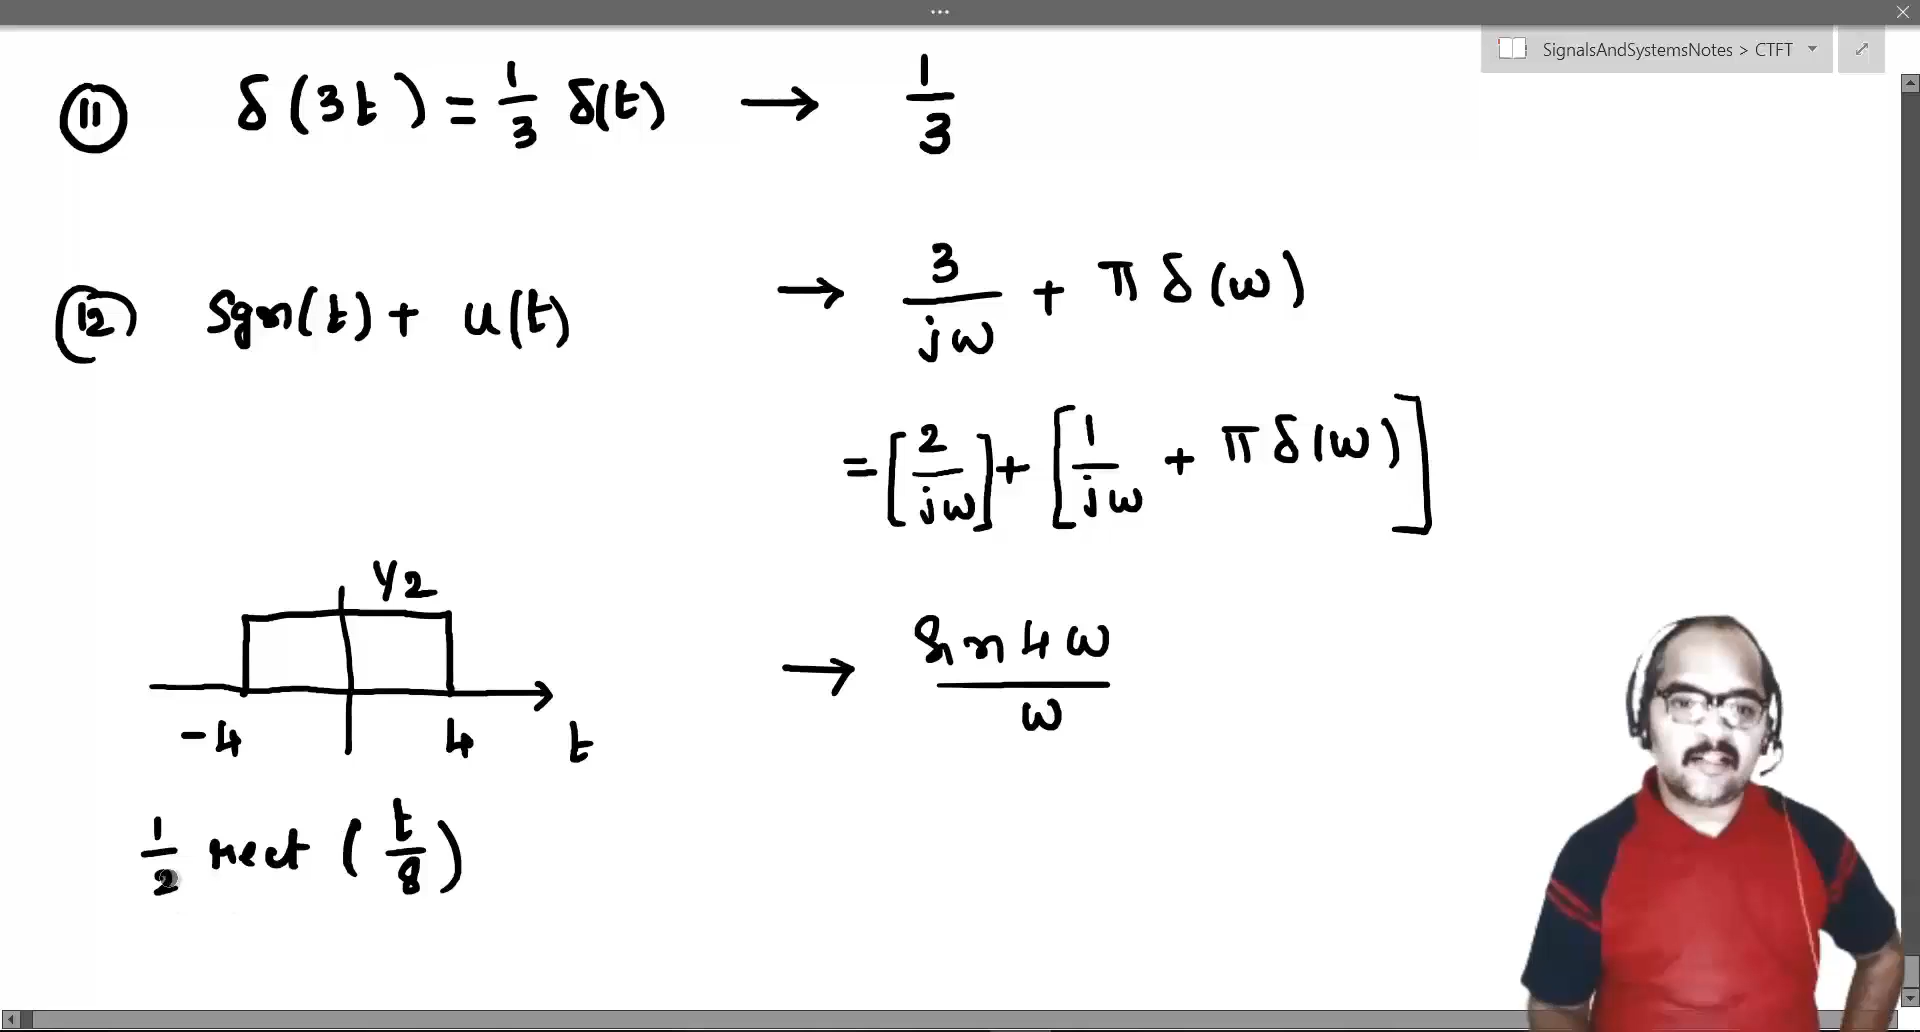 SignalsAndSystemsNotes > CTFT
11 δ(3t) = 1/3 δ(t) → 1/3
12 Sgn(t) + u(t) → 3/jω + π δ(ω)
= [2/jω] + [1/jω + π δ(ω)]
1/2
→ sin 4ω / ω
-4 4 t
1/2 rect (t/8)